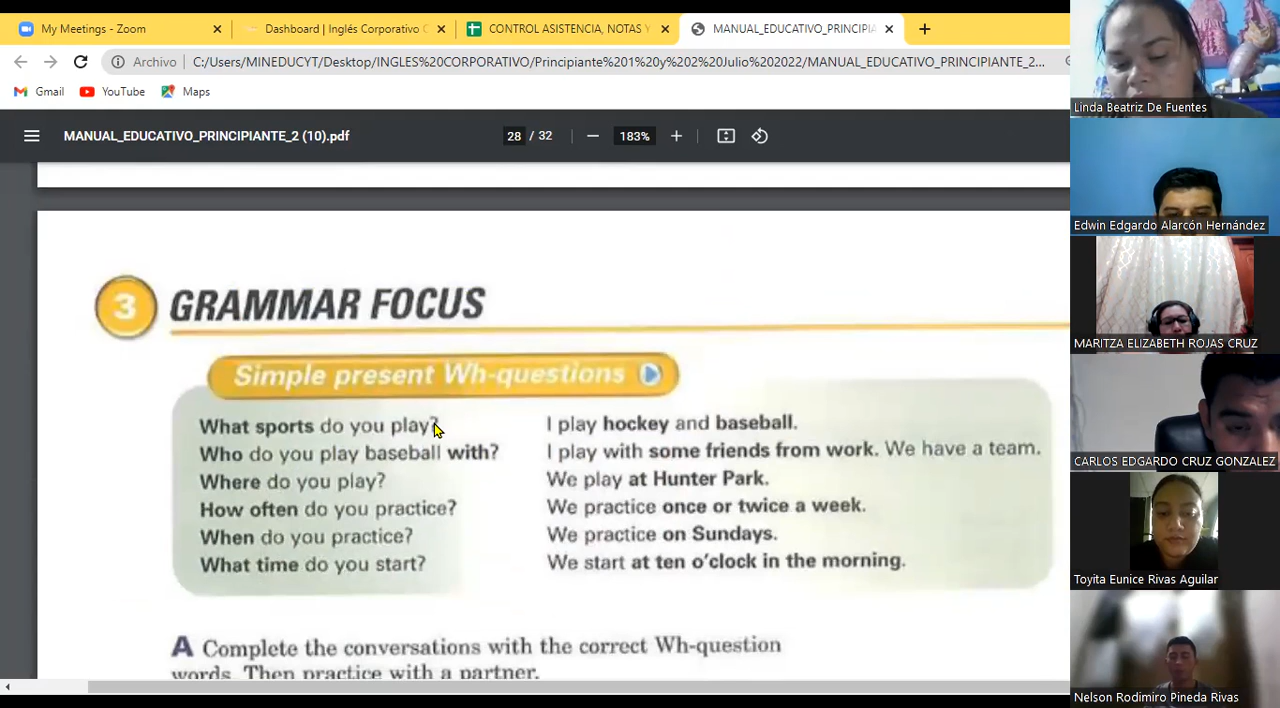 My Meetings - Zoom
Dashboard | Inglés Corporativo
CONTROL ASISTENCIA, NOTAS Y
MANUAL_EDUCATIVO_PRINCIPIA
Archivo
C:/Users/MINEDUCYT/Desktop/INGLES%20CORPORATIVO/Principiante%201%20y%202%20Julio%202022/MANUAL_EDUCATIVO_PRINCIPIANTE_2...
Gmail
YouTube
Maps
MANUAL_EDUCATIVO_PRINCIPIANTE_2 (10).pdf
28 / 32
183%
3 GRAMMAR FOCUS
Simple present Wh-questions
What sports do you play? I play hockey and baseball.
Who do you play baseball with? I play with some friends from work. We have a team.
Where do you play? We play at Hunter Park.
How often do you practice? We practice once or twice a week.
When do you practice? We practice on Sundays.
What time do you start? We start at ten o'clock in the morning.
A Complete the conversations with the correct Wh-question
words. Then practice with a partner.
Linda Beatriz De Fuentes
Edwin Edgardo Alarcón Hernández
MARITZA ELIZABETH ROJAS CRUZ
CARLOS EDGARDO CRUZ GONZALEZ
Toyita Eunice Rivas Aguilar
Nelson Rodimiro Pineda Rivas